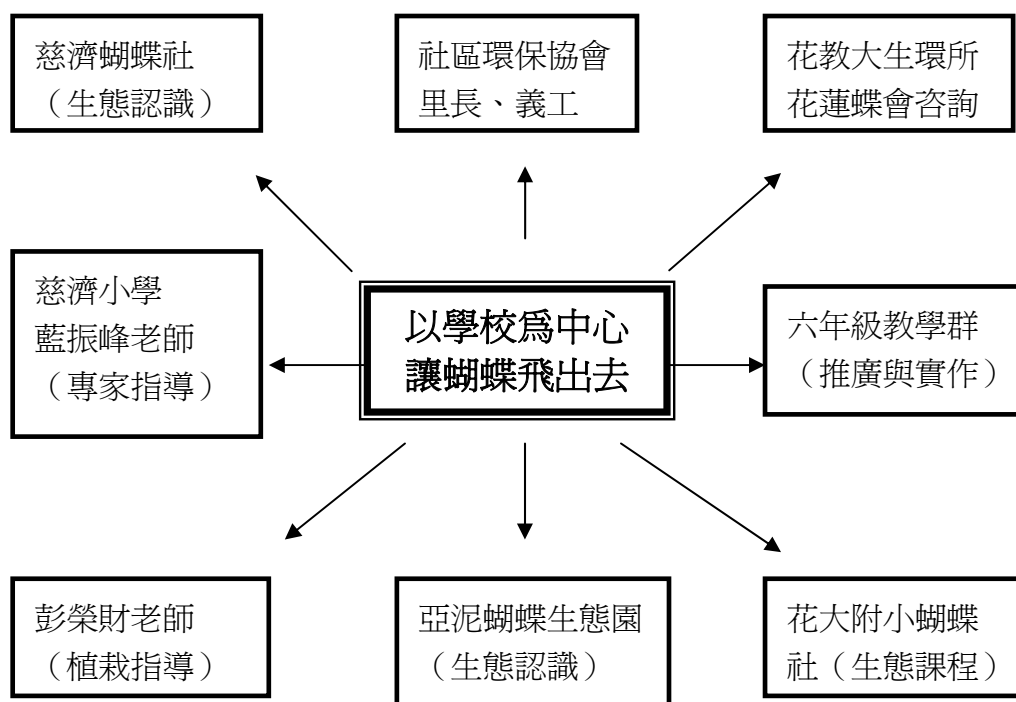 慈濟蝴蝶社
（生態認識）
社區環保協會
里長、義工
花教大生環所
花蓮蝶會咨詢
慈濟小學
藍振峰老師
（專家指導）
以學校爲中心
讓蝴蝶飛出去
六年級教學群
（推廣與實作）
彭榮財老師
（植栽指導）
亞泥蝴蝶生態園
（生態認識）
花大附小蝴蝶
社（生態課程）